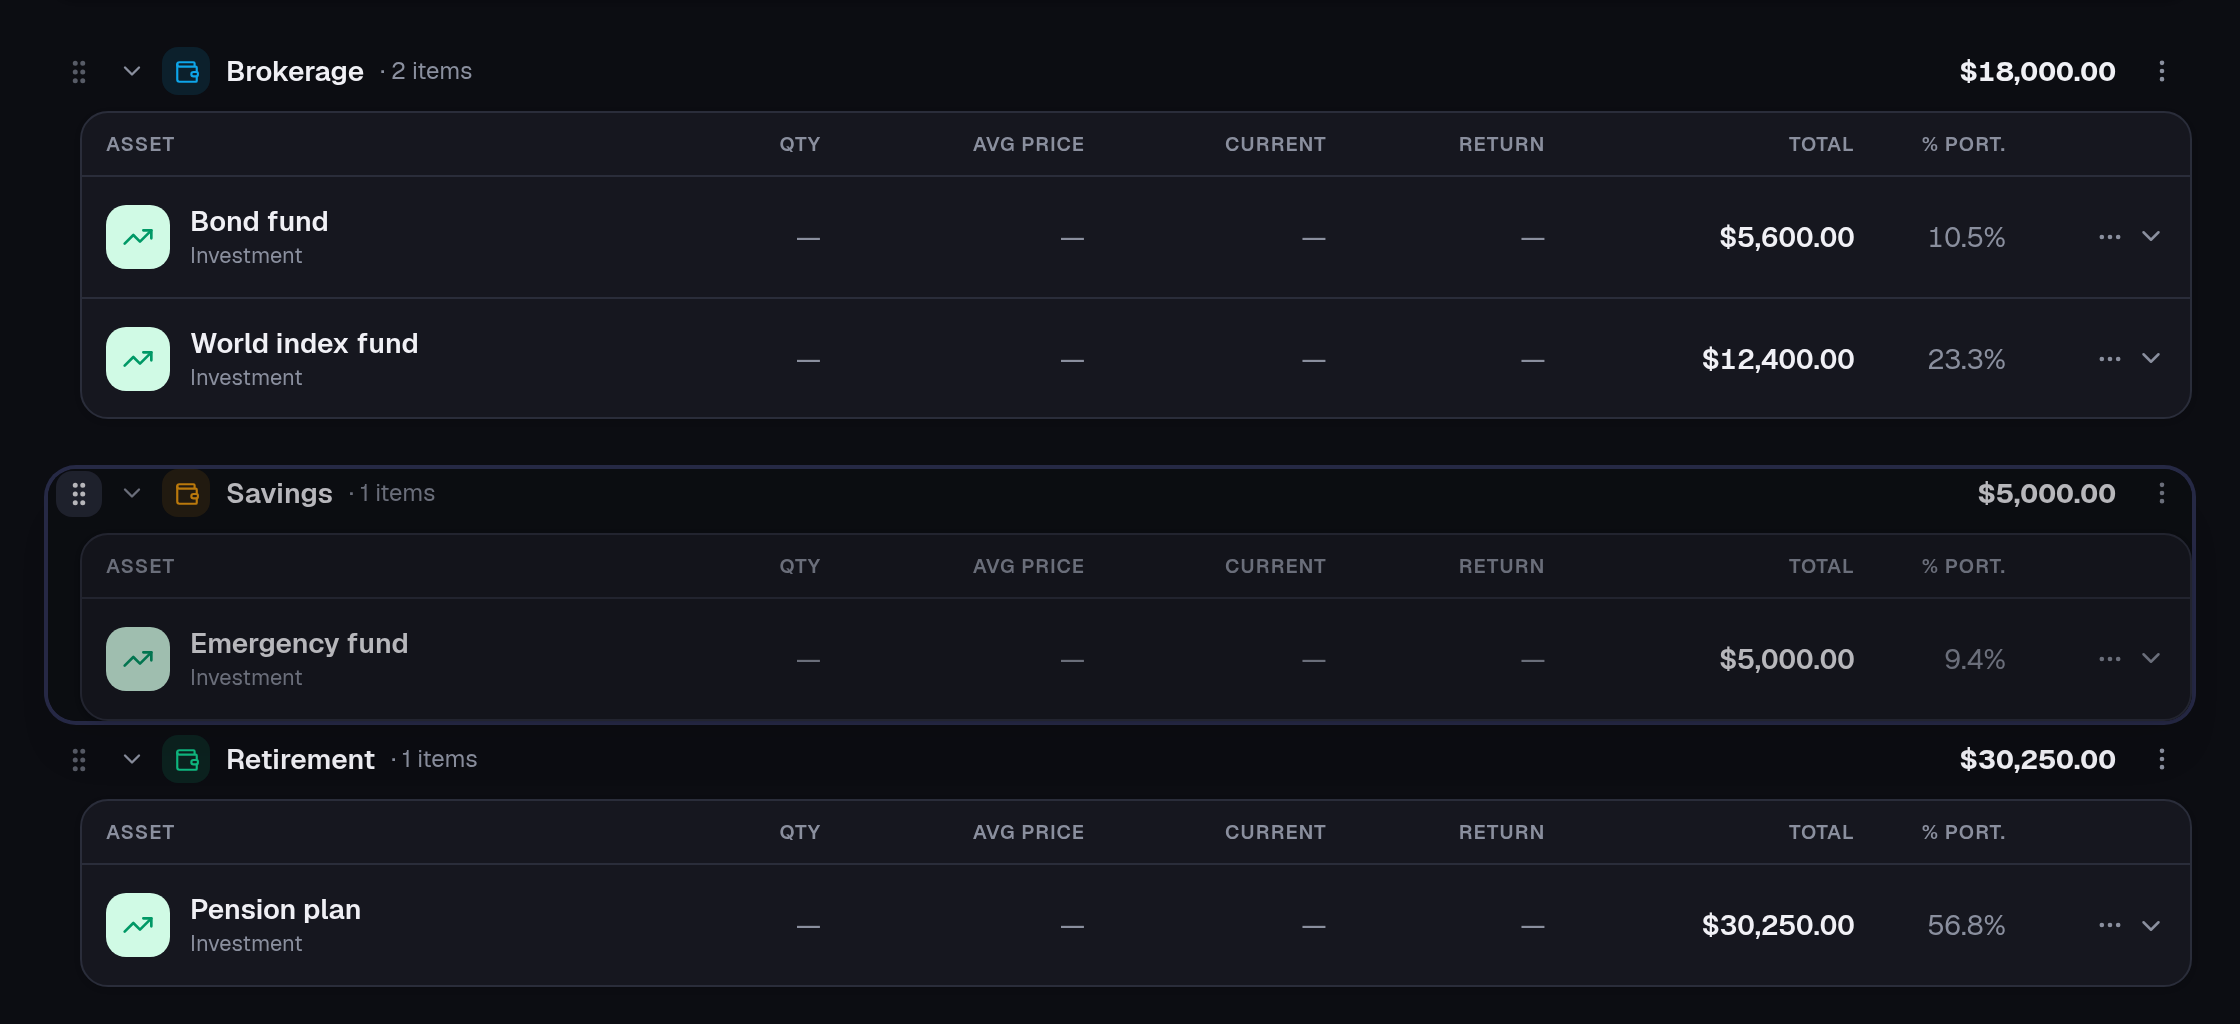 Brokerage · 2 items $18,000.00
ASSET QTY AVG PRICE CURRENT RETURN TOTAL % PORT.
Bond fund
Investment
— — — — $5,600.00 10.5%
World index fund
Investment
— — — — $12,400.00 23.3%
Savings · 1 items $5,000.00
ASSET QTY AVG PRICE CURRENT RETURN TOTAL % PORT.
Emergency fund
Investment
— — — — $5,000.00 9.4%
Retirement · 1 items $30,250.00
ASSET QTY AVG PRICE CURRENT RETURN TOTAL % PORT.
Pension plan
Investment
— — — — $30,250.00 56.8%